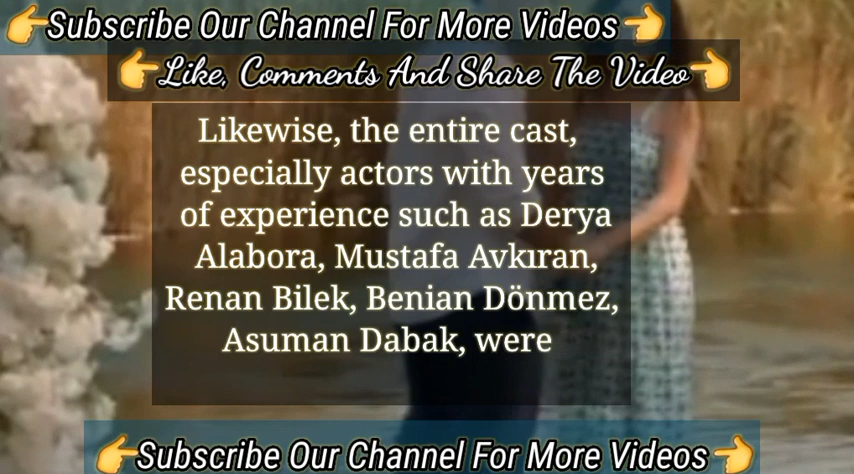 👉Subscribe Our Channel For More Videos👈
👉Like, Comments And Share The Video👈
Likewise, the entire cast,
especially actors with years
of experience such as Derya
Alabora, Mustafa Avkıran,
Renan Bilek, Benian Dönmez,
Asuman Dabak, were
👉Subscribe Our Channel For More Videos👈